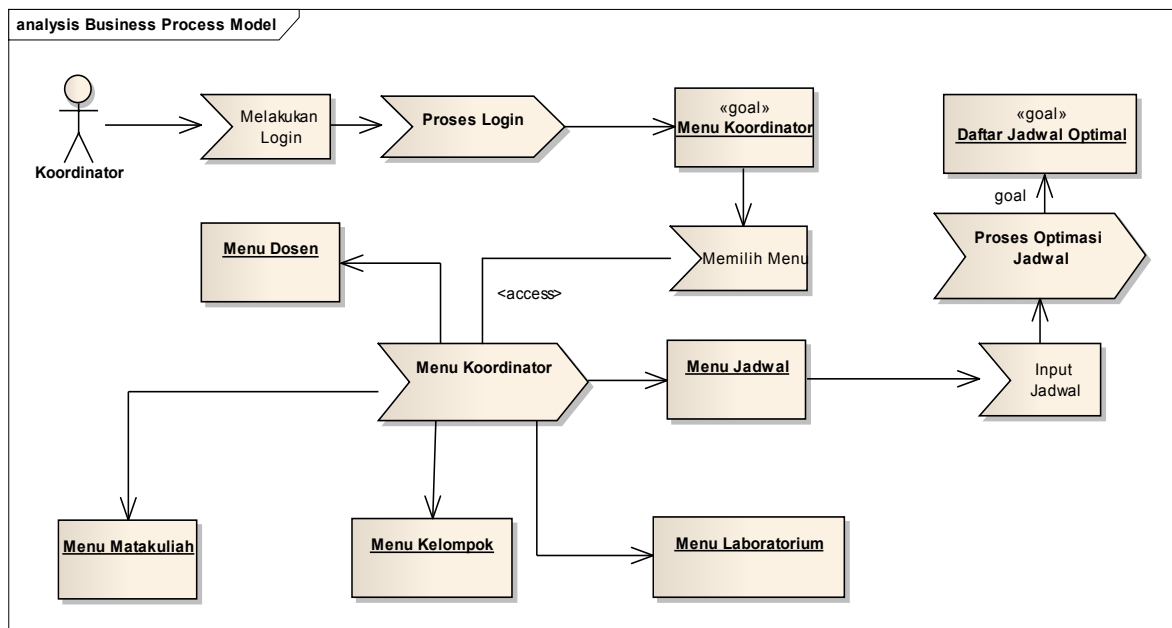 analysis Business Process Model
Koordinator
Melakukan
Login
Proses Login
«goal»
Menu Koordinator
«goal»
Daftar Jadwal Optimal
goal
Proses Optimasi
Jadwal
Menu Dosen
Memilih Menu
<access>
Menu Koordinator
Menu Jadwal
Input
Jadwal
Menu Matakuliah
Menu Kelompok
Menu Laboratorium